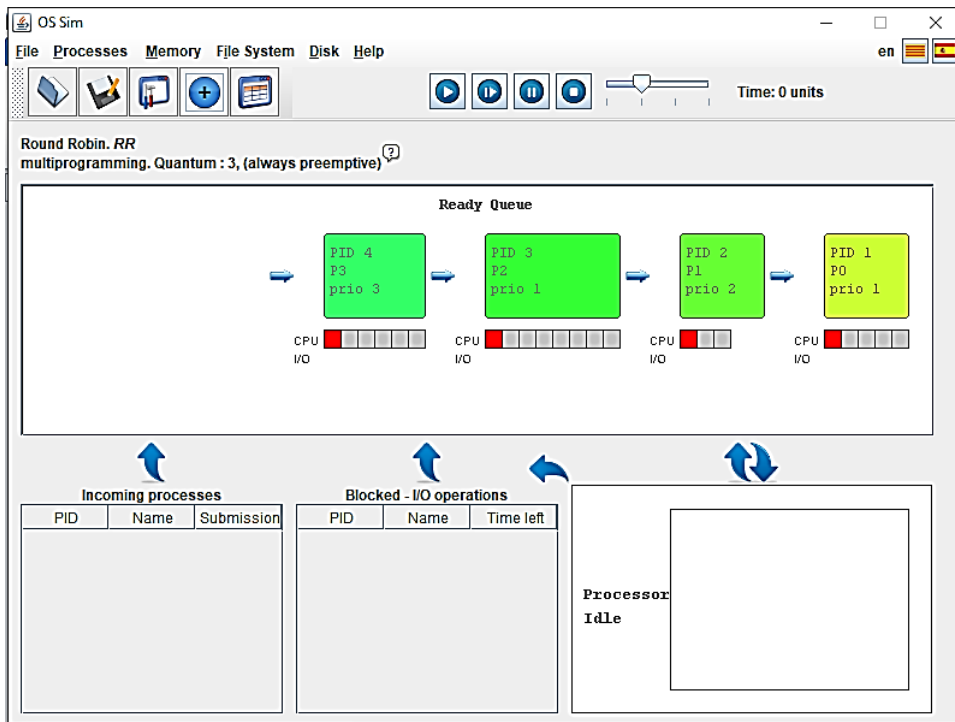 OS Sim
File Processes Memory File System Disk Help
en
Time: 0 units
Round Robin. RR
multiprogramming. Quantum : 3, (always preemptive)
?
Ready Queue
PID 4
P3
prio 3
CPU
I/O
PID 3
P2
prio 1
CPU
I/O
PID 2
P1
prio 2
CPU
I/O
PID 1
P0
prio 1
CPU
I/O
Incoming processes
PID Name Submission
Blocked - I/O operations
PID Name Time left
Processor
Idle